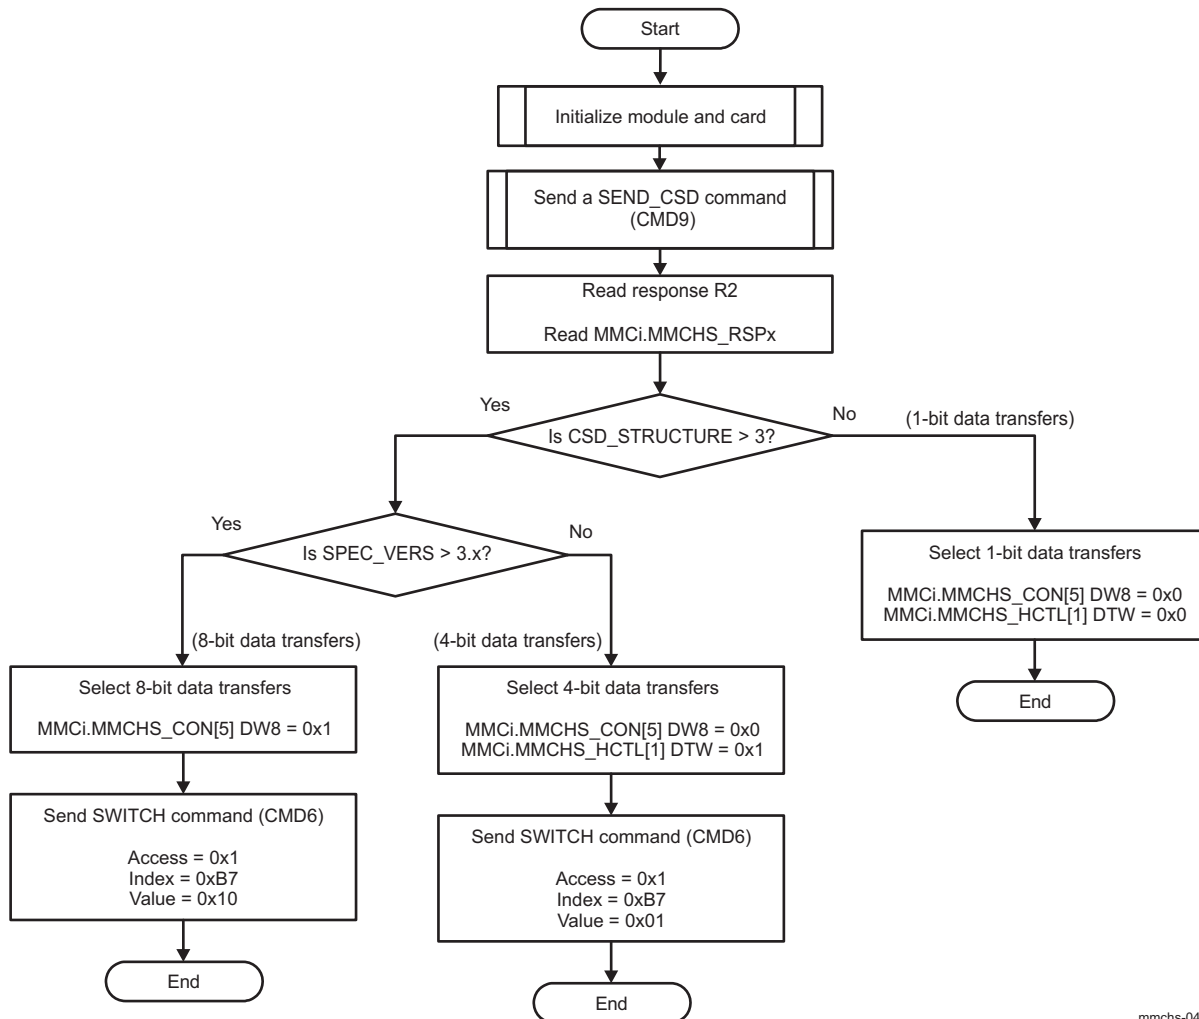 Start
Initialize module and card
Send a SEND_CSD command
(CMD9)
Read response R2
Read MMCi.MMCHS_RSPx
Yes
Is CSD_STRUCTURE > 3?
No
(1-bit data transfers)
Yes
Is SPEC_VERS > 3.x?
No
Select 1-bit data transfers
MMCi.MMCHS_CON[5] DW8 = 0x0
MMCi.MMCHS_HCTL[1] DTW = 0x0
End
(8-bit data transfers)
(4-bit data transfers)
Select 8-bit data transfers
MMCi.MMCHS_CON[5] DW8 = 0x1
Select 4-bit data transfers
MMCi.MMCHS_CON[5] DW8 = 0x0
MMCi.MMCHS_HCTL[1] DTW = 0x1
Send SWITCH command (CMD6)
Access = 0x1
Index = 0xB7
Value = 0x10
Send SWITCH command (CMD6)
Access = 0x1
Index = 0xB7
Value = 0x01
End
End